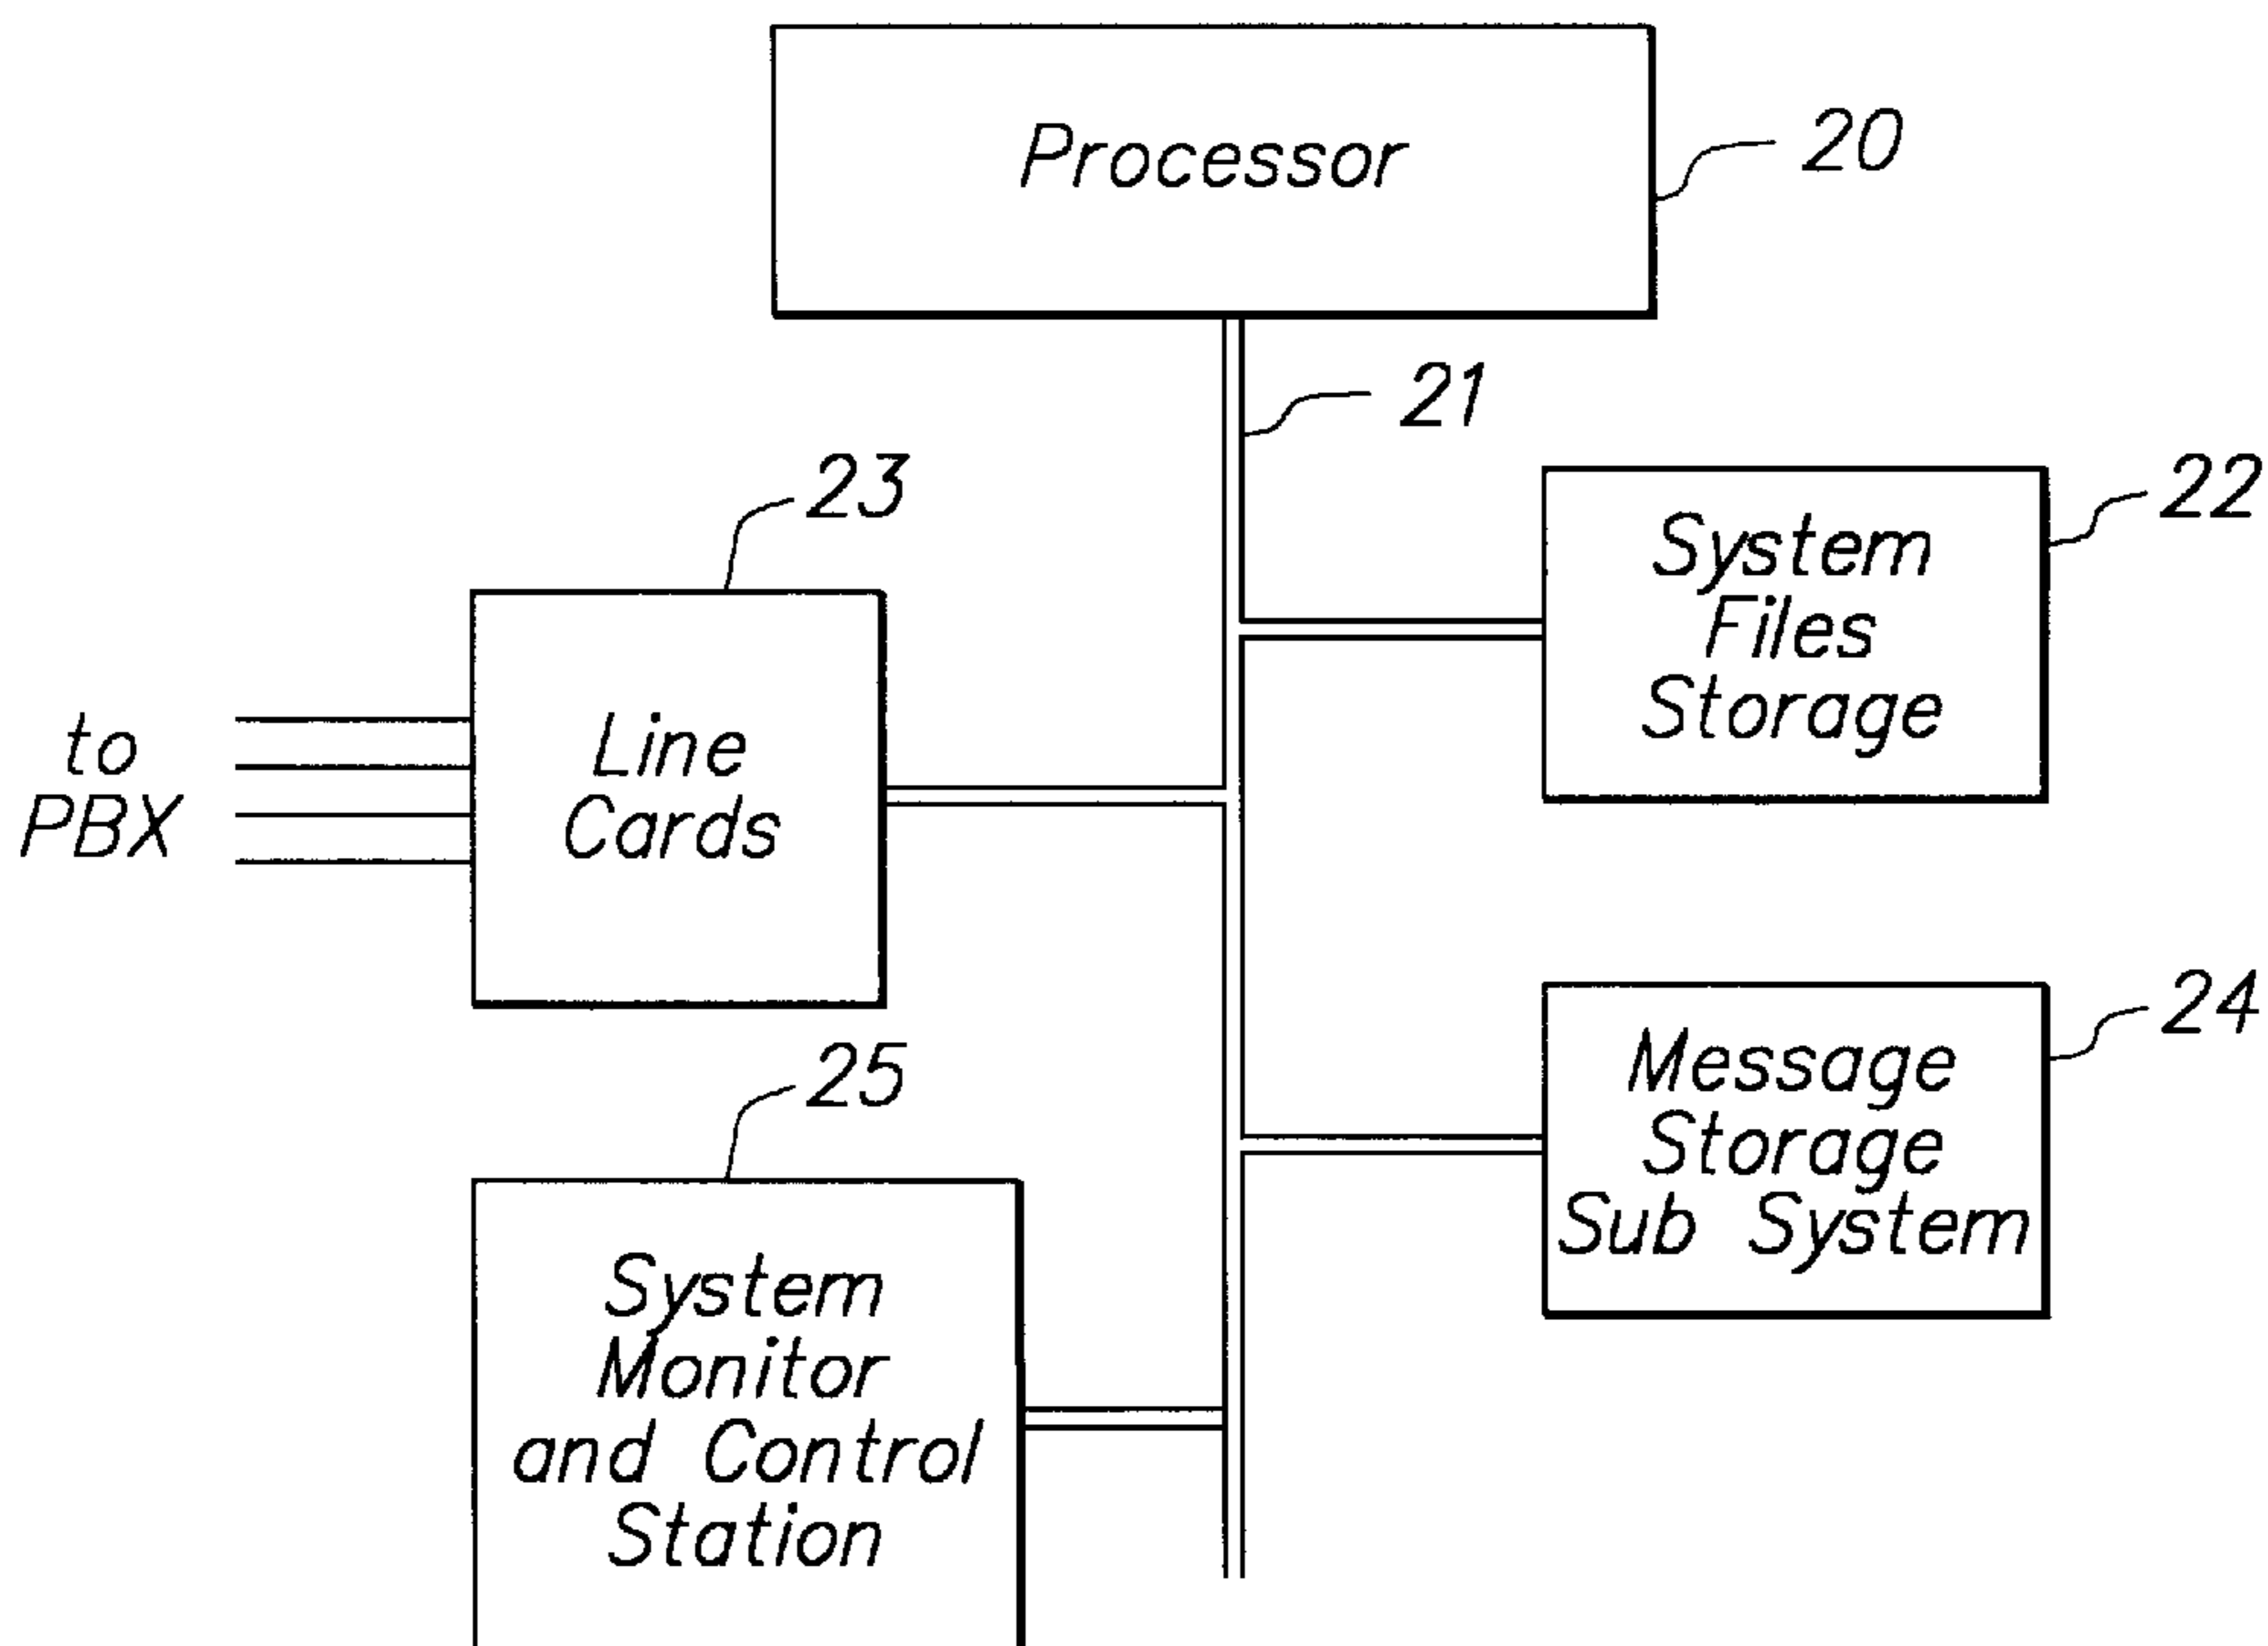 Processor
20
21
23
22
System
Files
Storage
to
PBX
Line
Cards
24
Message
Storage
Sub System
25
System
Monitor
and Control
Station